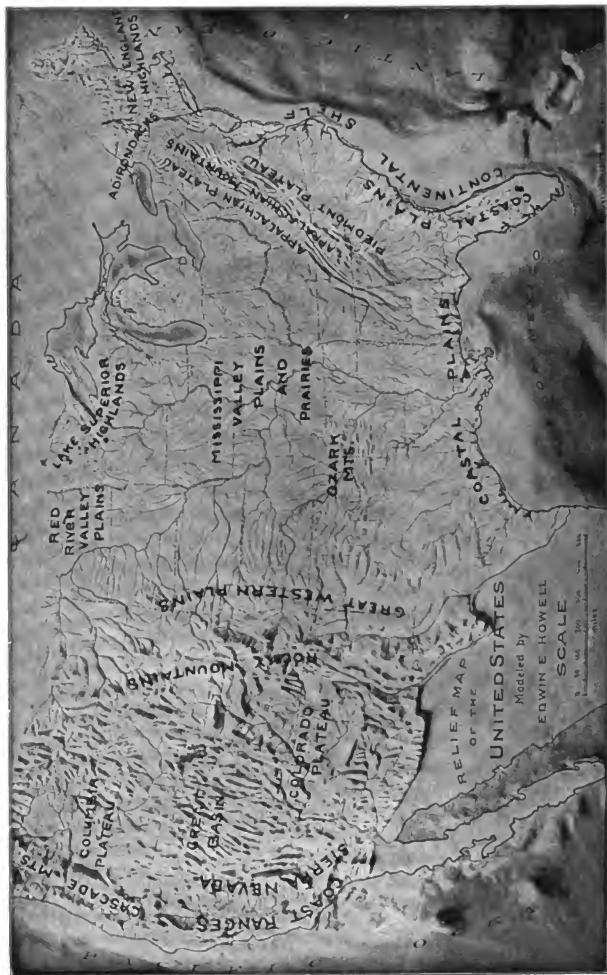 CANADA
LAKE SUPERIOR
HIGHLANDS
RED
RIVER
VALLEY
PLAINS
ADIRONDACKS
NEW ENGLAND
HIGHLANDS
APPALACHIAN PLATEAU
APPALACHIAN MOUNTAINS
PIEDMONT PLATEAU
COASTAL PLAINS
CONTINENTAL SHELF
MISSISSIPPI
VALLEY
PLAINS
AND
PRAIRIES
OZARK
MTS.
COASTAL PLAINS
GREAT WESTERN PLAINS
ROCKY MOUNTAINS
COLORADO
PLATEAU
COLUMBIA
PLATEAU
GREAT
BASIN
CASCADE MTS
SIERRA NEVADA
COAST RANGES
RELIEF MAP
OF THE
UNITED STATES
Modeled by
EDWIN E. HOWELL
SCALE
Miles